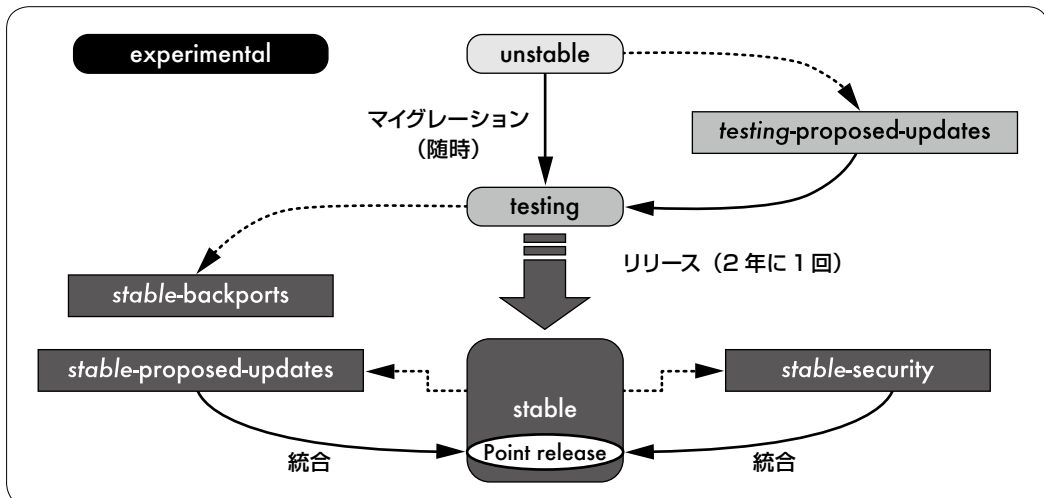 experimental
unstable
マイグレーション
（随時）
testing-proposed-updates
testing
リリース（2年に1回）
stable-backports
stable-proposed-updates
stable-security
stable
Point release
統合
統合